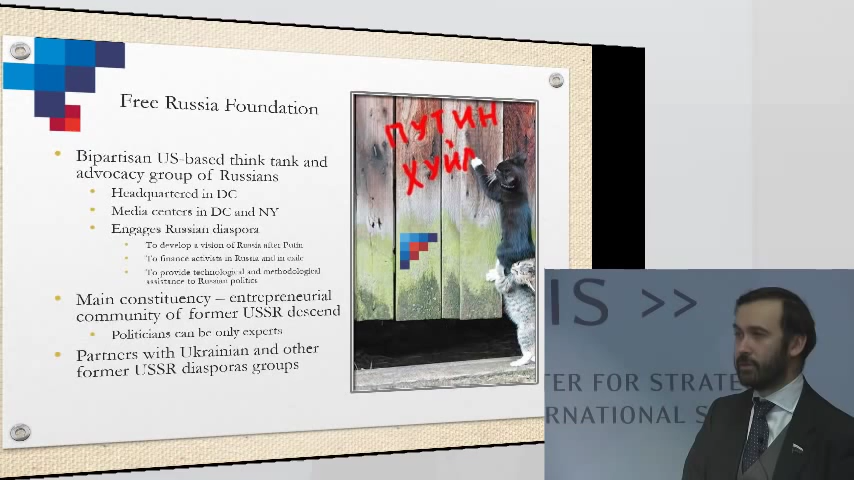 Free Russia Foundation
Bipartisan US-based think tank and
advocacy group of Russians
Headquartered in DC
Media centers in DC and NY
Engages Russian diaspora
To develop a vision of Russia after Putin
To finance activists in Russia and in exile
To provide technological and methodological
assistance to Russian politics
Main constituency – entrepreneurial
community of former USSR descend
Politicians can be only experts
Partners with Ukrainian and other
former USSR diasporas groups
ПУТИН
ХУЙЛ
IS >>
TER FOR STRATE
RNATIONAL S